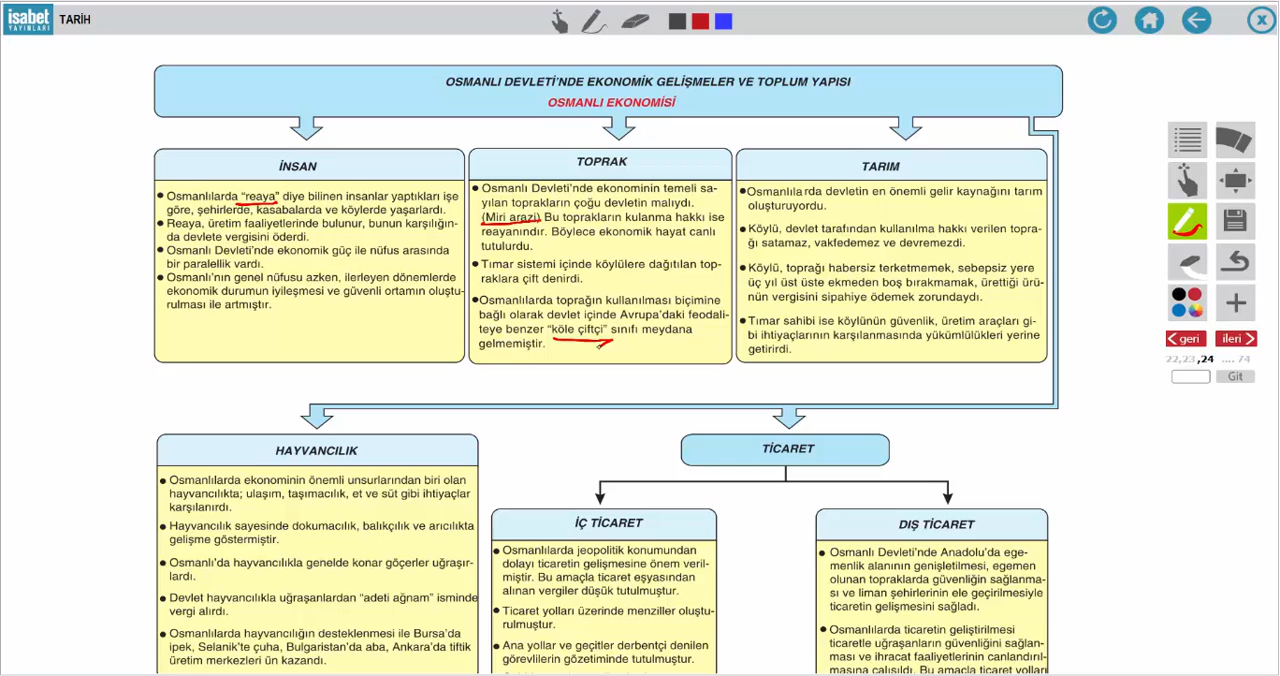 isabet
YAYINLARI
TARİH
OSMANLI DEVLETİ'NDE EKONOMİK GELİŞMELER VE TOPLUM YAPISI
OSMANLI EKONOMİSİ
İNSAN
• Osmanlılarda "reaya" diye bilinen insanlar yaptıkları işe
göre, şehirlerde, kasabalarda ve köylerde yaşarlardı.
• Reaya, üretim faaliyetlerinde bulunur, bunun karşılığın-
da devlete vergisini öderdi.
• Osmanlı Devleti'nde ekonomik güç ile nüfus arasında
bir paralellik vardı.
• Osmanlı'nın genel nüfusu azken, ilerleyen dönemlerde
ekonomik durumun iyileşmesi ve güvenli ortamın oluştu-
rulması ile artmıştır.
TOPRAK
• Osmanlı Devleti'nde ekonominin temeli sa-
yılan toprakların çoğu devletin malıydı.
(Miri arazi) Bu toprakların kulanma hakkı ise
reayanındır. Böylece ekonomik hayat canlı
tutulurdu.
• Tımar sistemi içinde köylülere dağıtılan top-
raklara çift denirdi.
• Osmanlılarda toprağın kullanılması biçimine
bağlı olarak devlet içinde Avrupa'daki feodali-
teye benzer "köle çiftçi" sınıfı meydana
gelmemiştir.
TARIM
• Osmanlılarda devletin en önemli gelir kaynağını tarım
oluşturuyordu.
• Köylü, devlet tarafından kullanılma hakkı verilen topra-
ğı satamaz, vakfedemez ve devremezdi.
• Köylü, toprağı habersiz terketmemek, sebepsiz yere
üç yıl üst üste ekmeden boş bırakmamak, ürettiği ürü-
nün vergisini sipahiye ödemek zorundaydı.
• Tımar sahibi ise köylünün güvenlik, üretim araçları gi-
bi ihtiyaçlarının karşılanmasında yükümlülükleri yerine
getirirdi.
geri
ileri
22,23,24 .... 74
Git
HAYVANCILIK
• Osmanlılarda ekonominin önemli unsurlarından biri olan
hayvancılıkta; ulaşım, taşımacılık, et ve süt gibi ihtiyaçlar
karşılanırdı.
• Hayvancılık sayesinde dokumacılık, balıkçılık ve arıcılıkta
gelişme göstermiştir.
• Osmanlı'da hayvancılıkla genelde konar göçerler uğraşır-
lardı.
• Devlet hayvancılıkla uğraşanlardan "adeti ağnam" isminde
vergi alırdı.
• Osmanlılarda hayvancılığın desteklenmesi ile Bursa'da
ipek, Selanik'te çuha, Bulgaristan'da aba, Ankara'da tiftik
üretim merkezleri ün kazandı.
TİCARET
İÇ TİCARET
• Osmanlılarda jeopolitik konumundan
dolayı ticaretin gelişmesine önem veril-
miştir. Bu amaçla ticaret eşyasından
alınan vergiler düşük tutulmuştur.
• Ticaret yolları üzerinde menziller oluştu-
rulmuştur.
• Ana yollar ve geçitler derbentçi denilen
görevlilerin gözetiminde tutulmuştur.
DIŞ TİCARET
• Osmanlı Devleti'nde Anadolu'da ege-
menlik alanının genişletilmesi, egemen
olunan topraklarda güvenliğin sağlanma-
sı ve liman şehirlerinin ele geçirilmesiyle
ticaretin gelişmesini sağladı.
• Osmanlılarda ticaretin geliştirilmesi
ticaretle uğraşanların güvenliğini sağlan-
ması ve ihracat faaliyetlerinin canlandırıl-
masına çalışıldı. Bu amaçla ticaret yolları